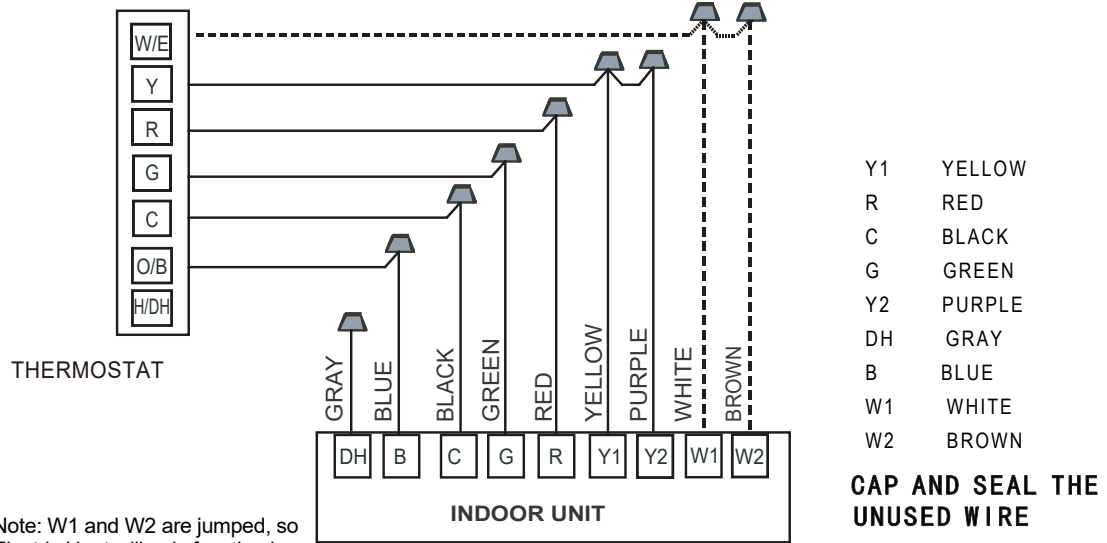 W/E
Y
R
G
C
O/B
H/DH
THERMOSTAT
GRAY
BLUE
BLACK
GREEN
RED
YELLOW
PURPLE
WHITE
BROWN
DH B C G R Y1 Y2 W1 W2
INDOOR UNIT
Y1 YELLOW
R RED
C BLACK
G GREEN
Y2 PURPLE
DH GRAY
B BLUE
W1 WHITE
W2 BROWN
CAP AND SEAL THE
UNUSED WIRE
Note: W1 and W2 are jumped, so